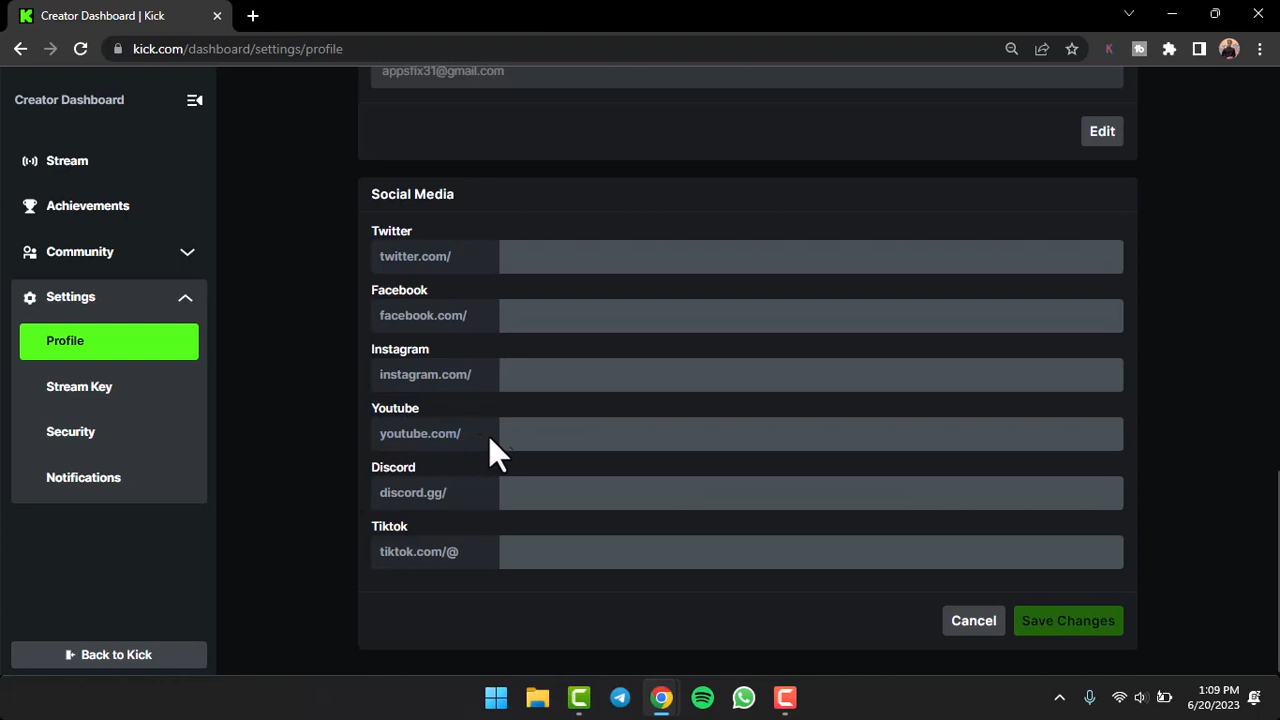 Creator Dashboard | Kick
kick.com/dashboard/settings/profile
Creator Dashboard
Stream
Achievements
Community
Settings
Profile
Stream Key
Security
Notifications
Back to Kick
appsfix31@gmail.com
Edit
Social Media
Twitter
twitter.com/
Facebook
facebook.com/
Instagram
instagram.com/
Youtube
youtube.com/
Discord
discord.gg/
Tiktok
tiktok.com/@
Cancel Save Changes
1:09 PM
6/20/2023